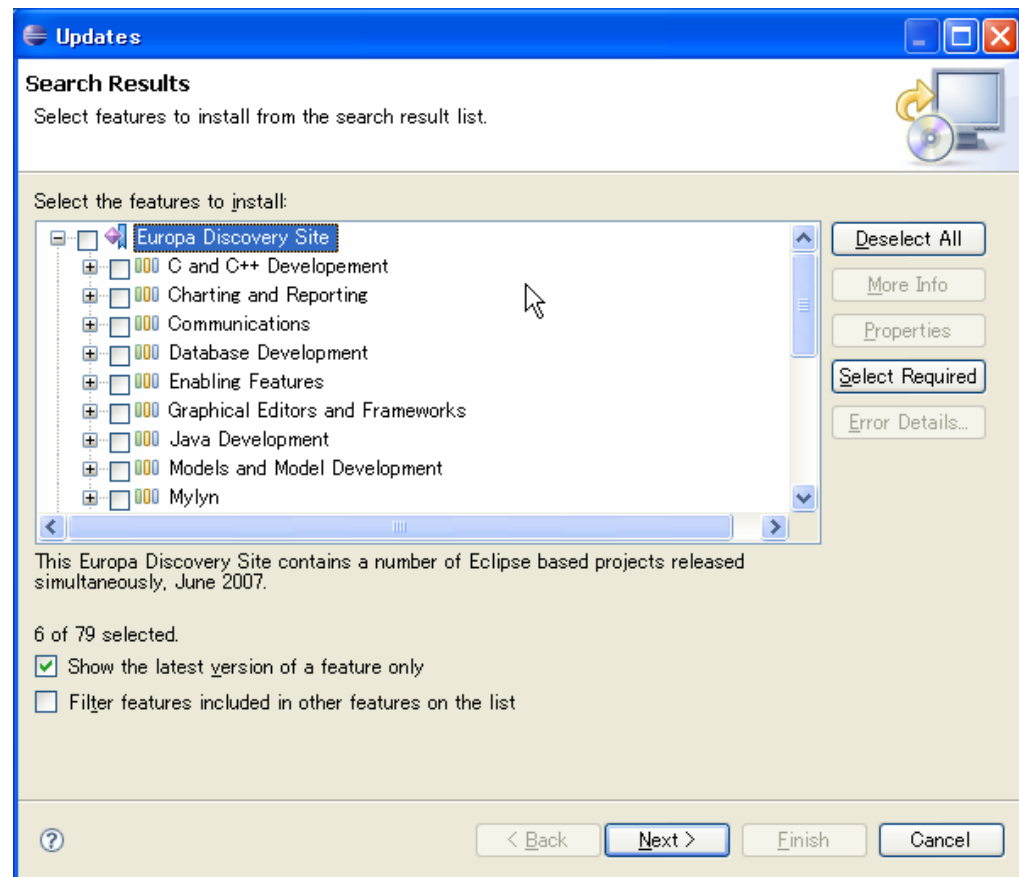 Updates
Search Results
Select features to install from the search result list.
Select the features to install:
Europa Discovery Site
C and C++ Developement
Charting and Reporting
Communications
Database Development
Enabling Features
Graphical Editors and Frameworks
Java Development
Models and Model Development
Mylyn
Deselect All
More Info
Properties
Select Required
Error Details...
This Europa Discovery Site contains a number of Eclipse based projects released
simultaneously, June 2007.
6 of 79 selected.
Show the latest version of a feature only
Filter features included in other features on the list
? < Back Next > Finish Cancel